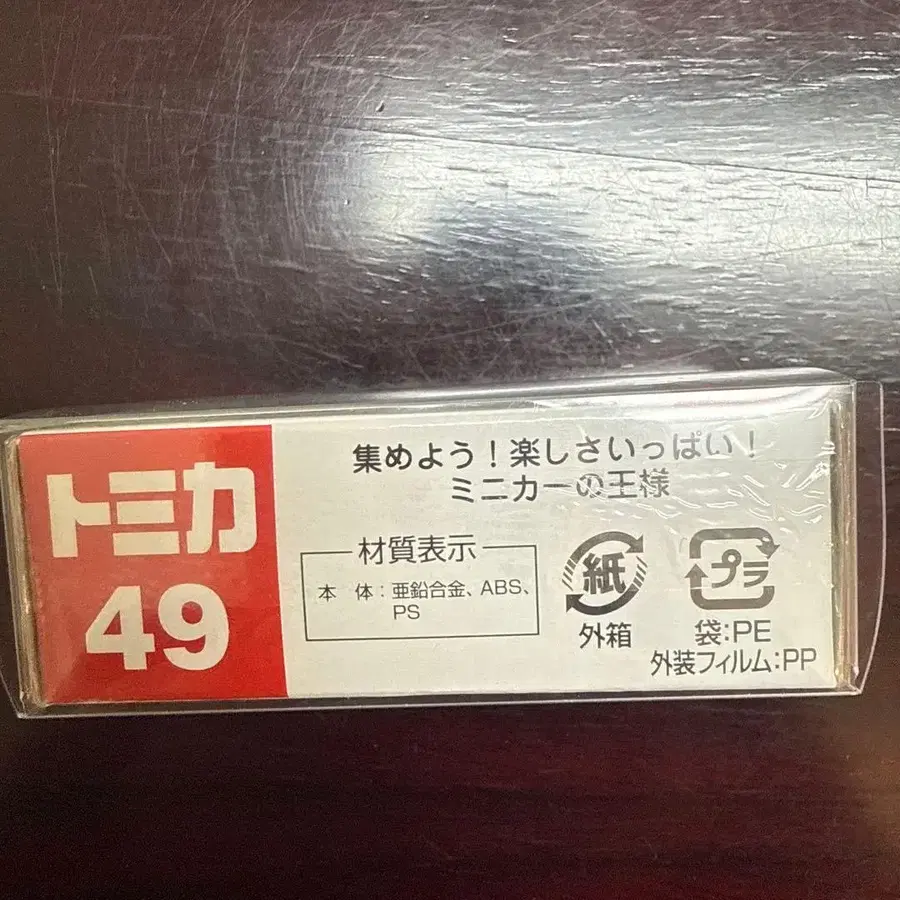 トミカ
49
集めよう！楽しさいっぱい！
ミニカーの王様
材質表示
本 体：亜鉛合金、ABS、
PS
紙
外箱
プラ
袋：PE
外装フィルム：PP